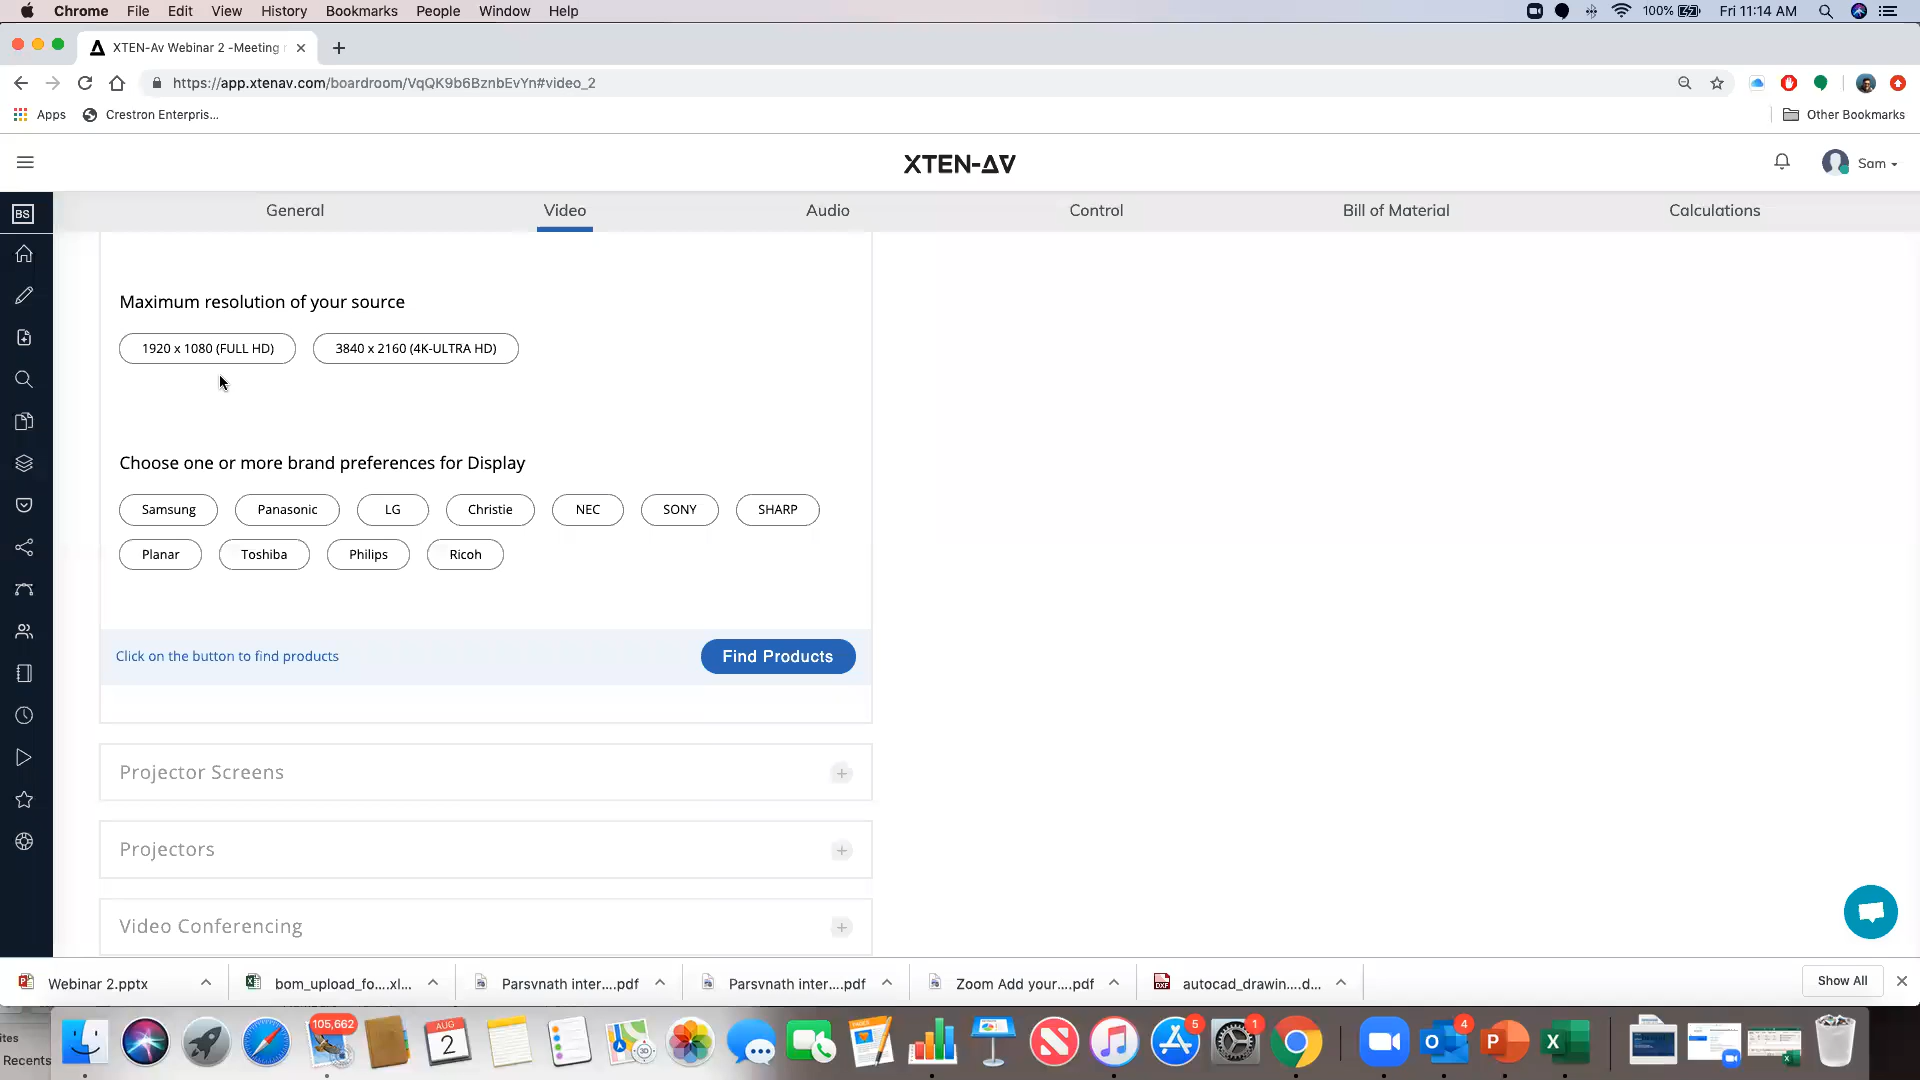 Chrome File Edit View History Bookmarks People Window Help 100% Fri 11:14 AM
XTEN-Av Webinar 2 -Meeting
https://app.xtenav.com/boardroom/VqQK9b6BznbEvYn#video_2
Apps Crestron Enterpris... Other Bookmarks
XTEN-AV Sam
BS General Video Audio Control Bill of Material Calculations
Maximum resolution of your source
1920 x 1080 (FULL HD) 3840 x 2160 (4K-ULTRA HD)
Choose one or more brand preferences for Display
Samsung Panasonic LG Christie NEC SONY SHARP
Planar Toshiba Philips Ricoh
Click on the button to find products Find Products
Projector Screens
Projectors
Video Conferencing
Webinar 2.pptx bom_upload_fo....xl... Parsvnath inter....pdf Parsvnath inter....pdf Zoom Add your....pdf autocad_drawin....d... Show All
105,662 AUG 2 5 1 4
Recents